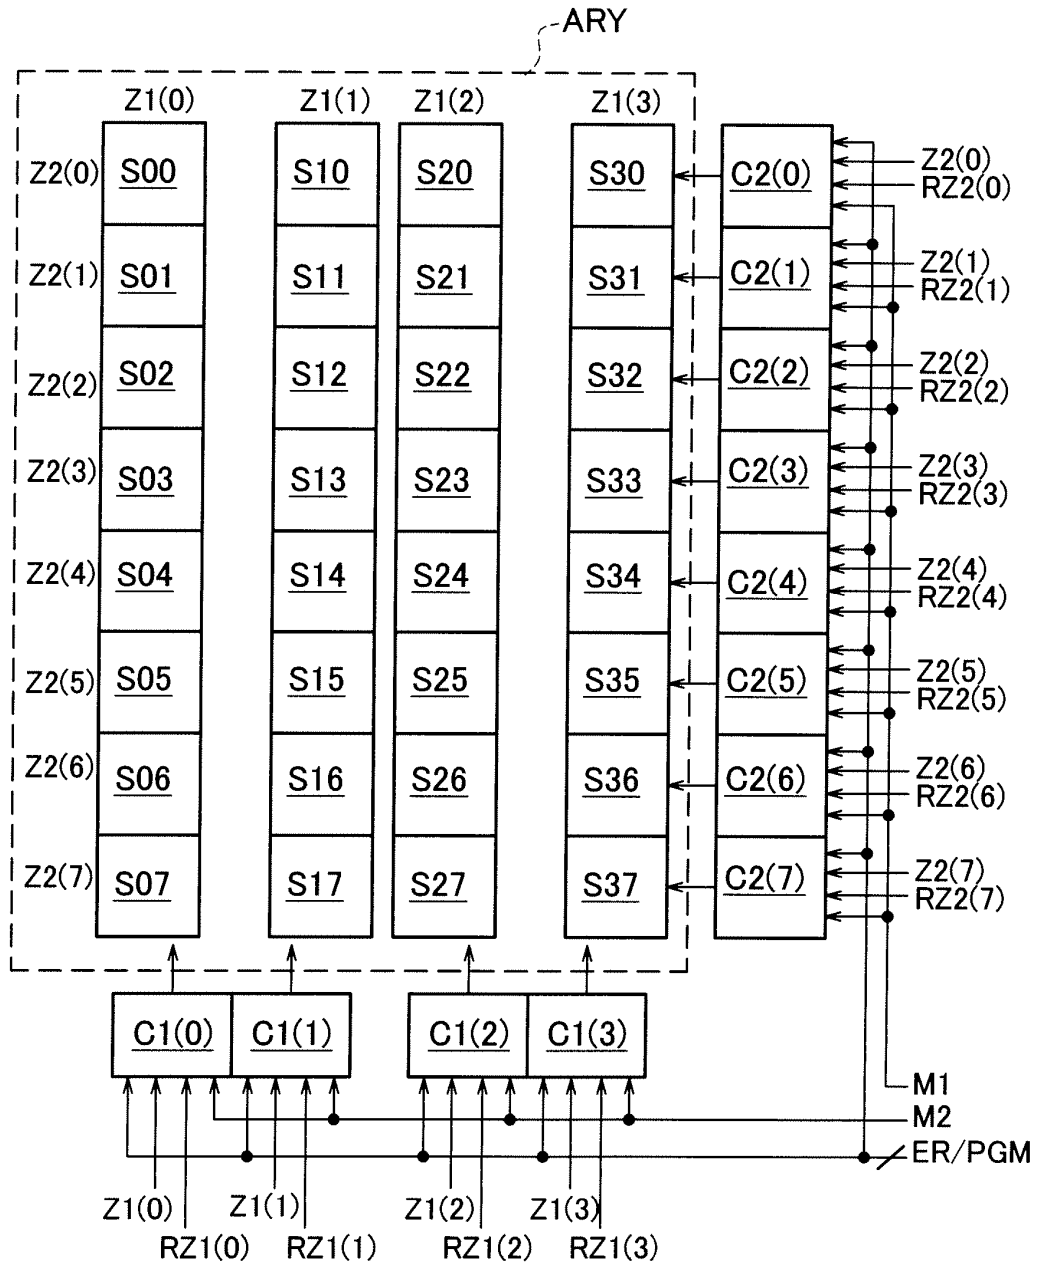 ARY
Z1(0) Z1(1) Z1(2) Z1(3)
Z2(0) S00 S10 S20 S30 C2(0) Z2(0)
RZ2(0)
Z2(1) S01 S11 S21 S31 C2(1) Z2(1)
RZ2(1)
Z2(2) S02 S12 S22 S32 C2(2) Z2(2)
RZ2(2)
Z2(3) S03 S13 S23 S33 C2(3) Z2(3)
RZ2(3)
Z2(4) S04 S14 S24 S34 C2(4) Z2(4)
RZ2(4)
Z2(5) S05 S15 S25 S35 C2(5) Z2(5)
RZ2(5)
Z2(6) S06 S16 S26 S36 C2(6) Z2(6)
RZ2(6)
Z2(7) S07 S17 S27 S37 C2(7) Z2(7)
RZ2(7)
C1(0) C1(1) C1(2) C1(3)
M1
M2
ER/PGM
Z1(0) Z1(1) Z1(2) Z1(3)
RZ1(0) RZ1(1) RZ1(2) RZ1(3)